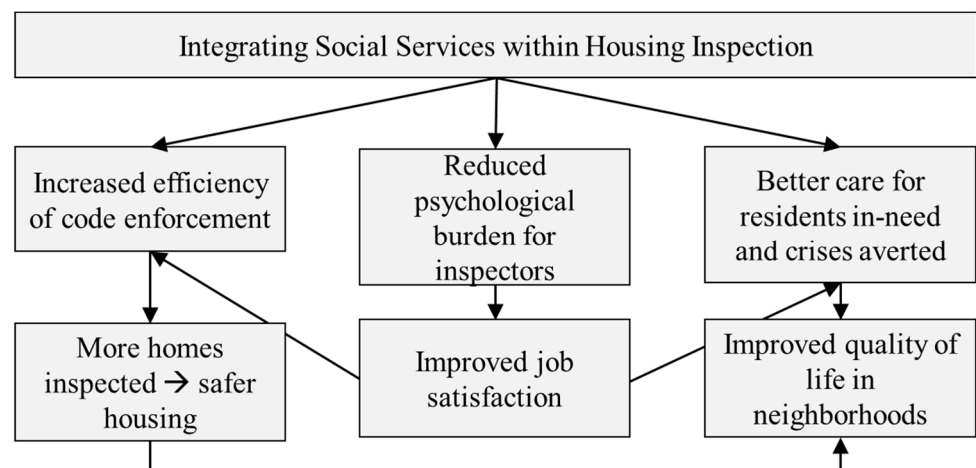 Integrating Social Services within Housing Inspection
Increased efficiency
of code enforcement
Reduced
psychological
burden for
inspectors
Better care for
residents in-need
and crises averted
More homes
inspected → safer
housing
Improved job
satisfaction
Improved quality of
life in
neighborhoods